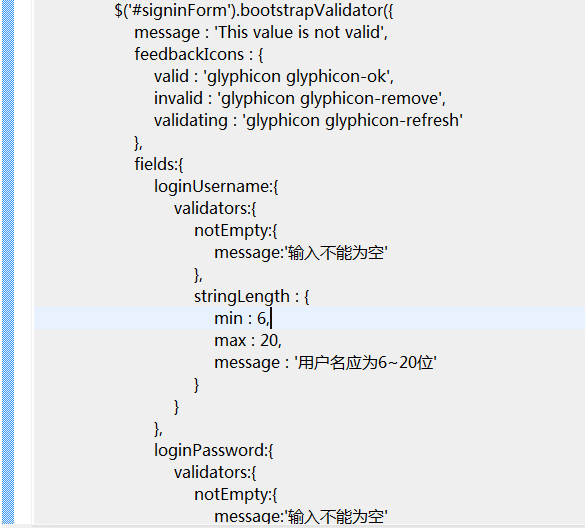 $('#signinForm').bootstrapValidator({
message : 'This value is not valid',
feedbackIcons : {
valid : 'glyphicon glyphicon-ok',
invalid : 'glyphicon glyphicon-remove',
validating : 'glyphicon glyphicon-refresh'
},
fields:{
loginUsername:{
validators:{
notEmpty:{
message:'输入不能为空'
},
stringLength : {
min : 6,
max : 20,
message : '用户名应为6~20位'
}
}
},
loginPassword:{
validators:{
notEmpty:{
message:'输入不能为空'